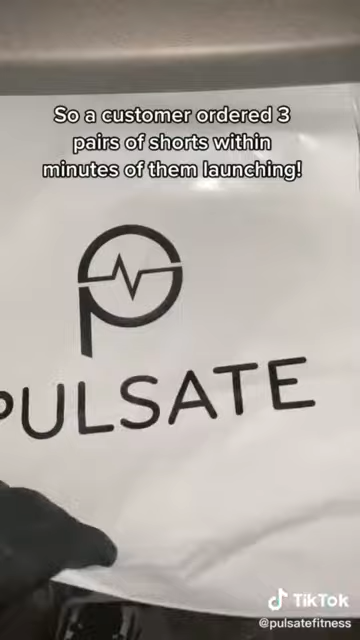 So a customer ordered 3
pairs of shorts within
minutes of them launching!
PULSATE
TikTok
@pulsatefitness